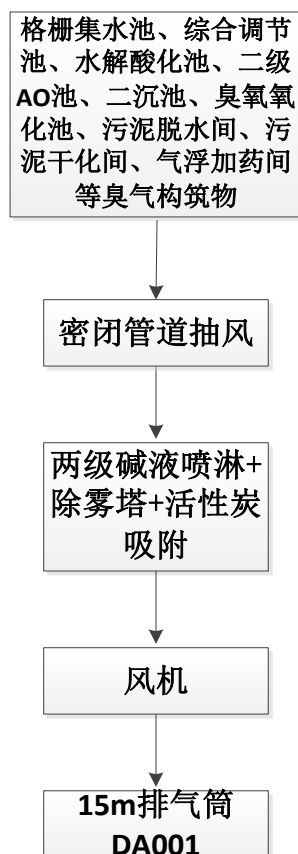 格栅集水池、综合调节
池、水解酸化池、二级
AO池、二沉池、臭氧氧
化池、污泥脱水间、污
泥干化间、气浮加药间
等臭气构筑物
密闭管道抽风
两级碱液喷淋+
除雾塔+活性炭
吸附
风机
15m排气筒
DA001